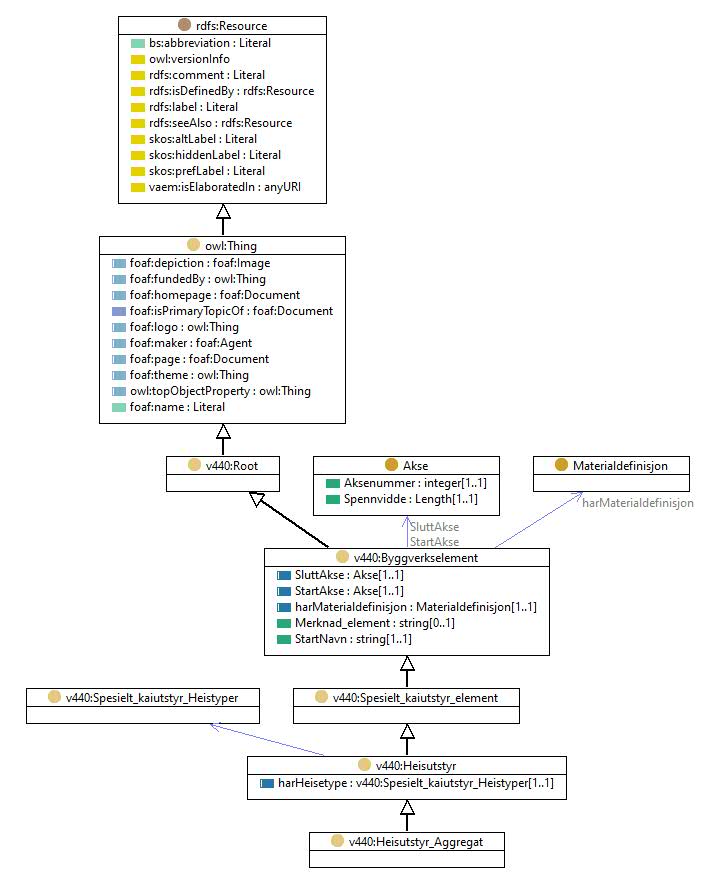 rdfs:Resource
bs:abbreviation : Literal
owl:versionInfo
rdfs:comment : Literal
rdfs:isDefinedBy : rdfs:Resource
rdfs:label : Literal
rdfs:seeAlso : rdfs:Resource
skos:altLabel : Literal
skos:hiddenLabel : Literal
skos:prefLabel : Literal
vaem:isElaboratedIn : anyURI
owl:Thing
foaf:depiction : foaf:Image
foaf:fundedBy : owl:Thing
foaf:homepage : foaf:Document
foaf:isPrimaryTopicOf : foaf:Document
foaf:logo : owl:Thing
foaf:maker : foaf:Agent
foaf:page : foaf:Document
foaf:theme : owl:Thing
owl:topObjectProperty : owl:Thing
foaf:name : Literal
v440:Root
Akse
Aksenummer : integer[1..1]
Spennvidde : Length[1..1]
Materialdefinisjon
harMaterialdefinisjon
SluttAkse
StartAkse
v440:Byggverkselement
SluttAkse : Akse[1..1]
StartAkse : Akse[1..1]
harMaterialdefinisjon : Materialdefinisjon[1..1]
Merknad_element : string[0..1]
StartNavn : string[1..1]
v440:Spesielt_kaiutstyr_Heistyper
v440:Spesielt_kaiutstyr_element
v440:Heisutstyr
harHeisetype : v440:Spesielt_kaiutstyr_Heistyper[1..1]
v440:Heisutstyr_Aggregat